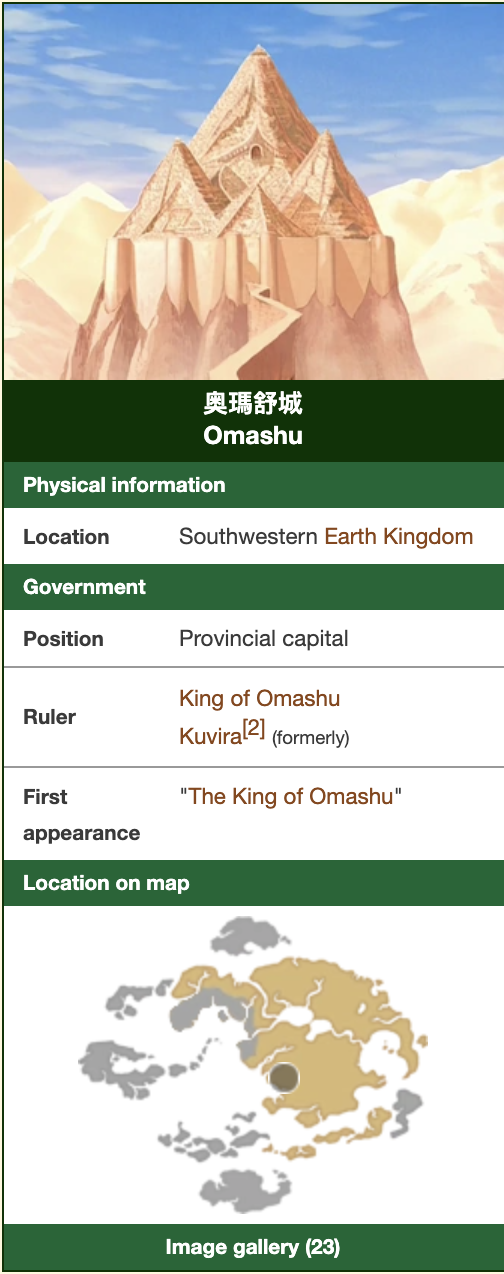 奥瑪舒城
Omashu
Physical information
Location Southwestern Earth Kingdom
Government
Position Provincial capital
Ruler King of Omashu
Kuvira[2] (formerly)
First "The King of Omashu"
appearance
Location on map
Image gallery (23)